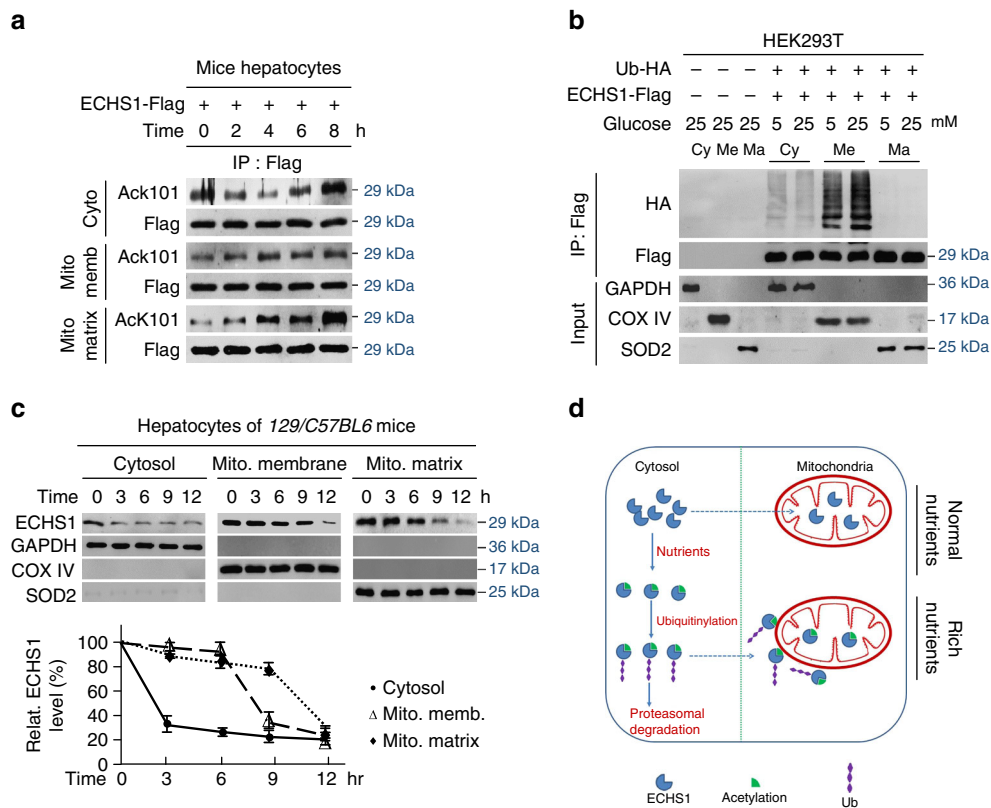 a
Mice hepatocytes
ECHS1-Flag + + + + +
Time 0 2 4 6 8 h
IP : Flag
Cyto
Ack101 29 kDa
Flag 29 kDa
Mito memb
Ack101 29 kDa
Flag 29 kDa
Mito matrix
AcK101 29 kDa
Flag 29 kDa
b
HEK293T
Ub-HA − − − + + + + + +
ECHS1-Flag − − − + + + + + +
Glucose 25 25 25 5 25 5 25 5 25 mM
Cy Me Ma Cy Me Ma
IP: Flag
HA
Flag 29 kDa
Input
GAPDH 36 kDa
COX IV 17 kDa
SOD2 25 kDa
c
Hepatocytes of 129/C57BL6 mice
Cytosol Mito. membrane Mito. matrix
Time 0 3 6 9 12 0 3 6 9 12 0 3 6 9 12 h
ECHS1 29 kDa
GAPDH 36 kDa
COX IV 17 kDa
SOD2 25 kDa
Relat. ECHS1
level (%)
100
80
60
40
20
0
Time 0 3 6 9 12 hr
Cytosol
Mito. memb.
Mito. matrix
d
Cytosol Mitochondria
Normal
nutrients
Nutrients
Ubiquitinylation
Rich
nutrients
Proteasomal
degradation
ECHS1 Acetylation Ub